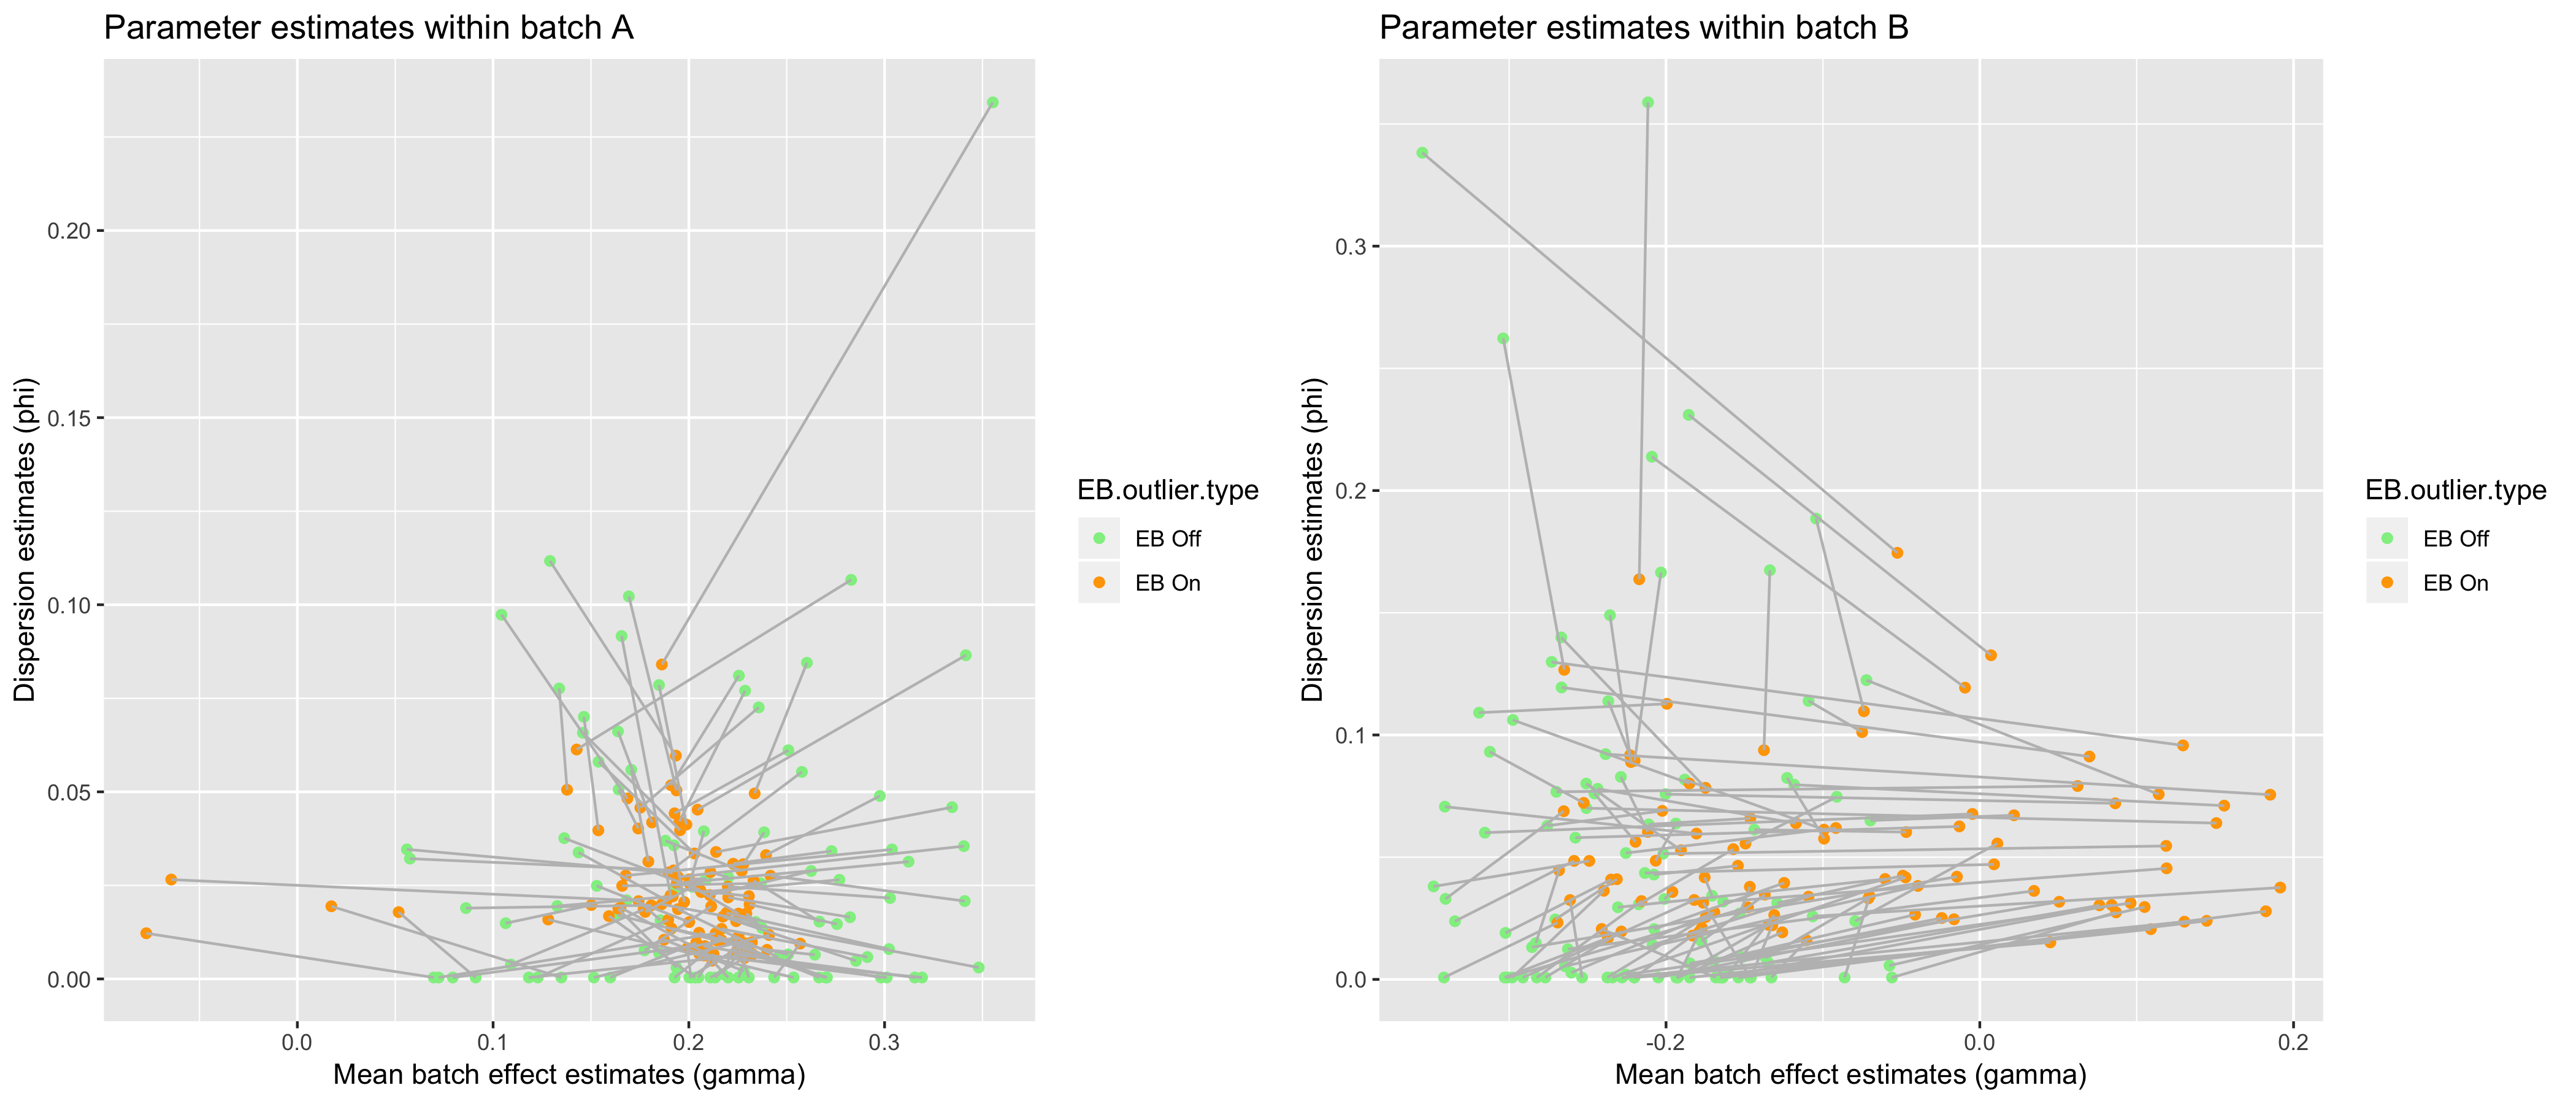 Parameter estimates within batch A
Dispersion estimates (phi)
0.20
0.15
0.10
0.05
0.00
0.0 0.1 0.2 0.3
Mean batch effect estimates (gamma)
EB.outlier.type
EB Off
EB On
Parameter estimates within batch B
Dispersion estimates (phi)
0.3
0.2
0.1
0.0
-0.2 0.0 0.2
Mean batch effect estimates (gamma)
EB.outlier.type
EB Off
EB On